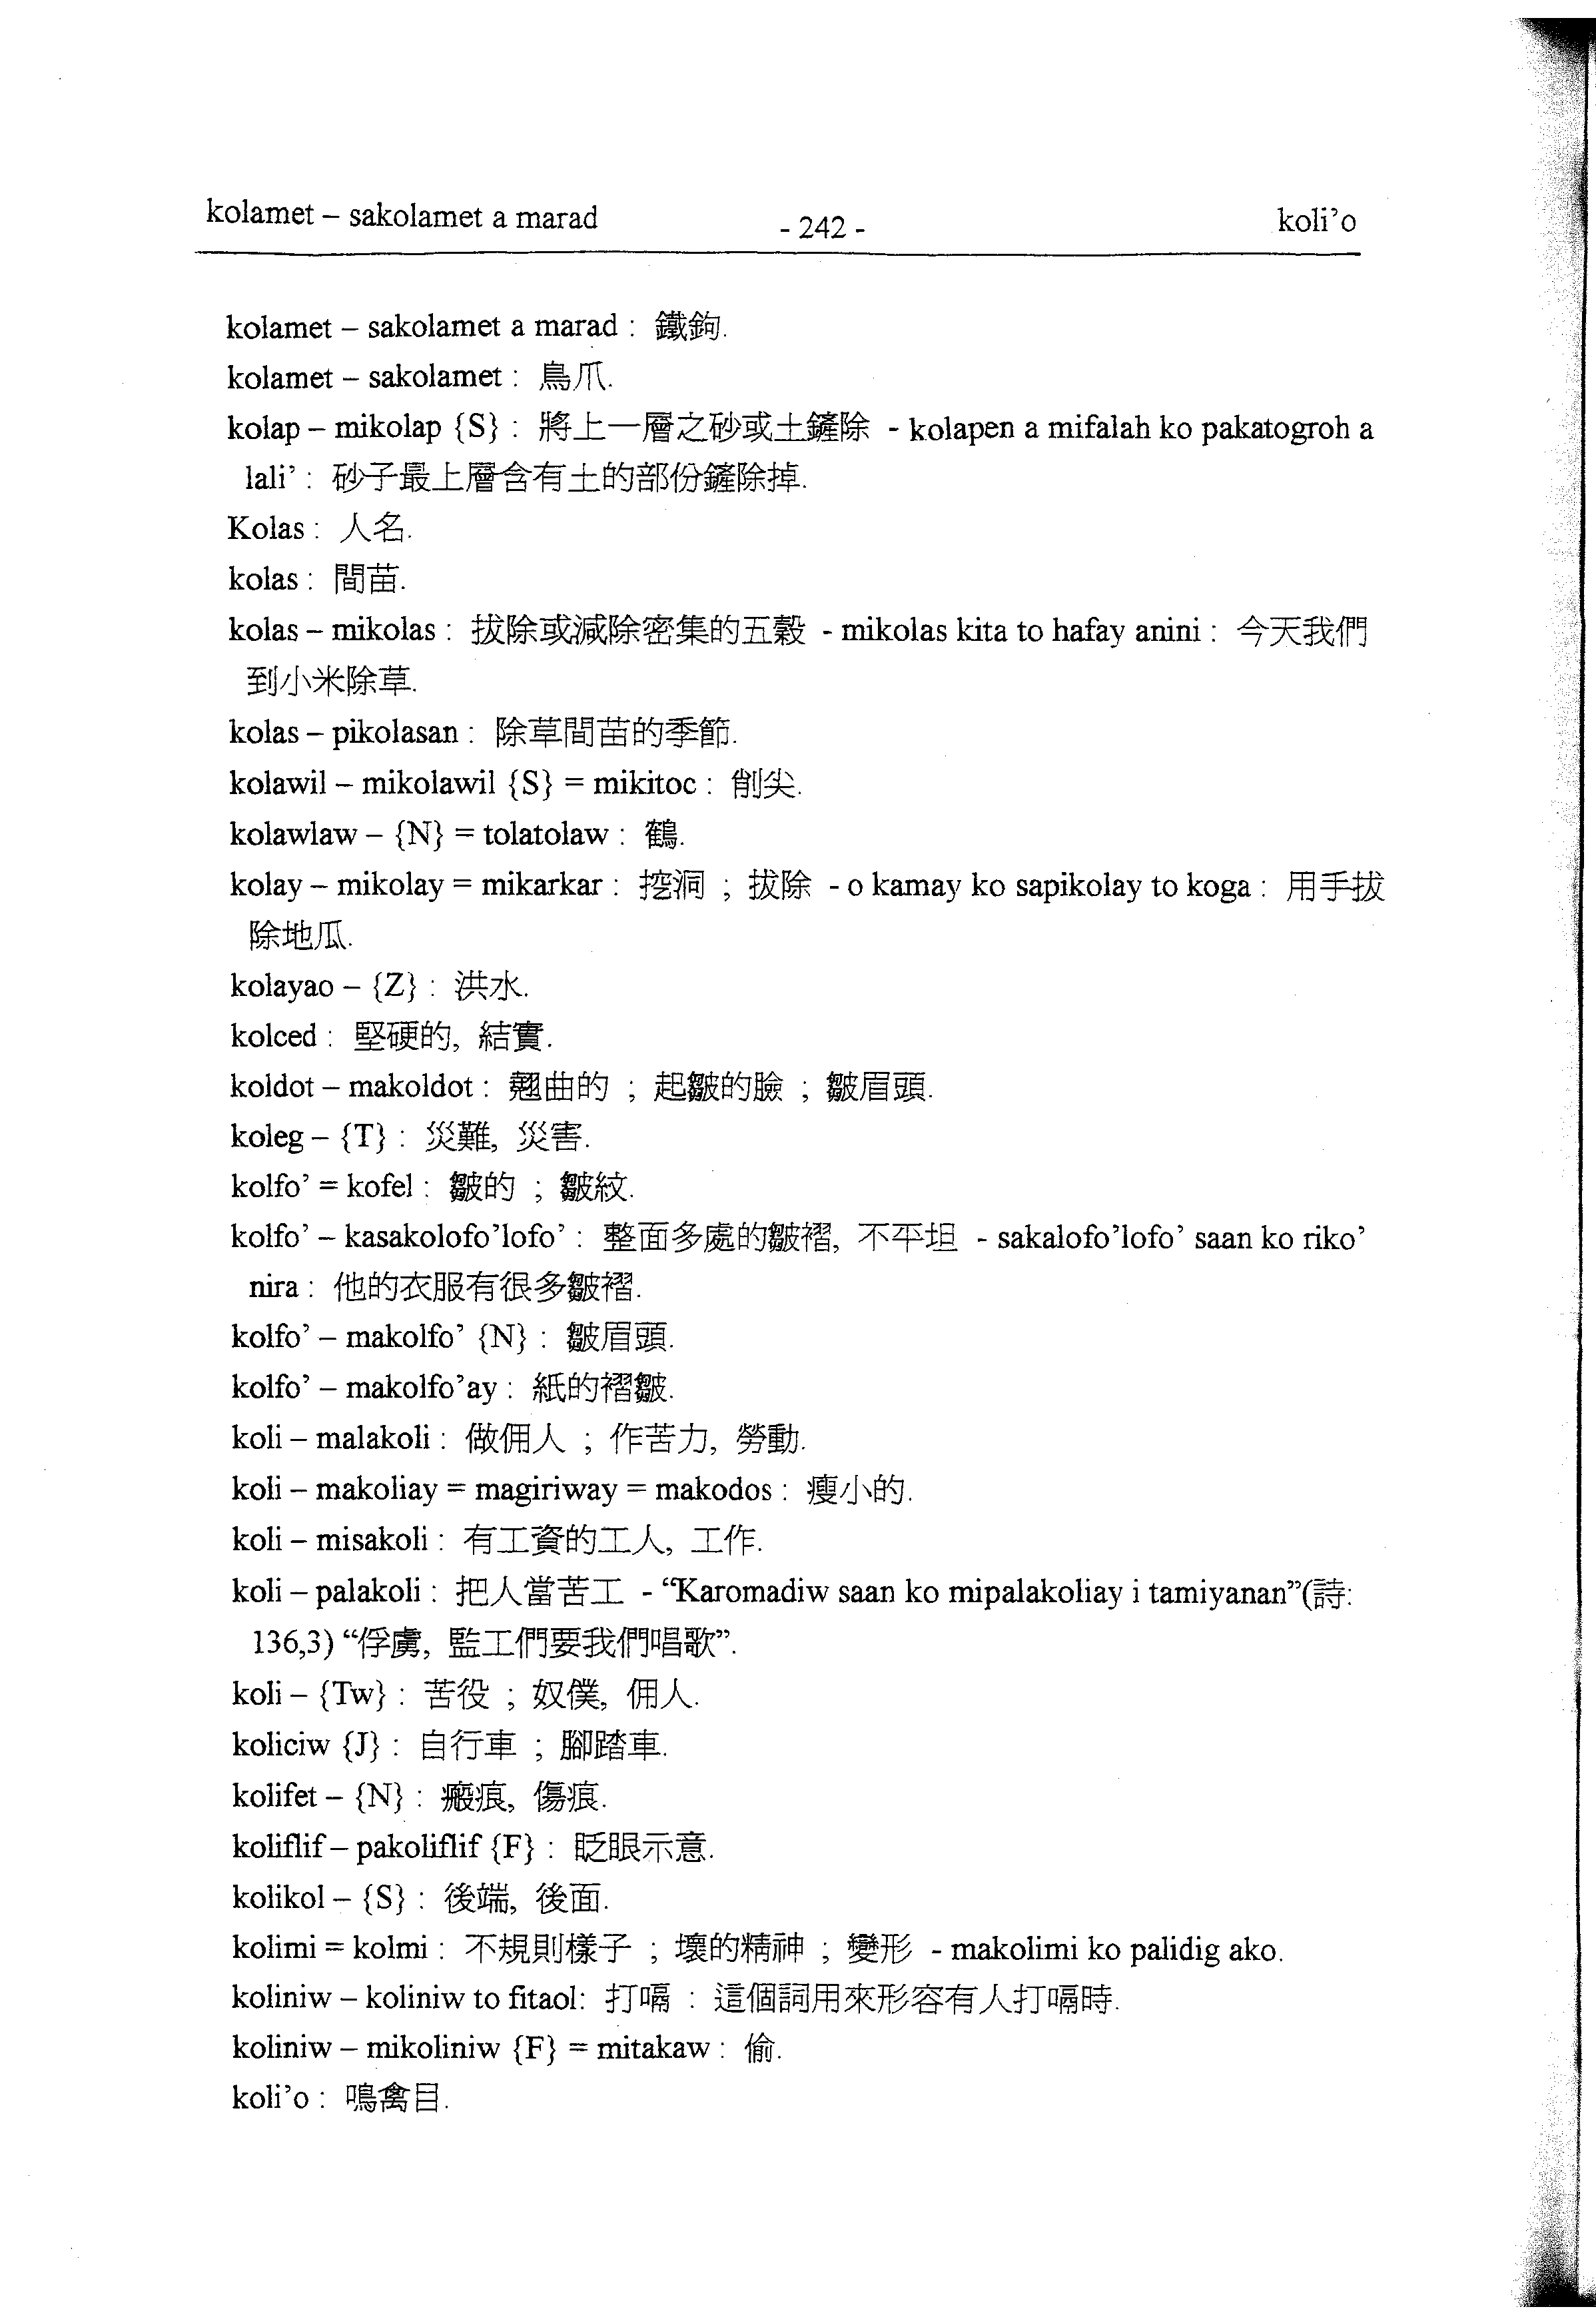 kolamet – sakolamet a marad - 242 - koli’o
kolamet – sakolamet a marad : 鐵鉤.
kolamet – sakolamet : 鳥爪.
kolap – mikolap {S} : 將上一層之砂或土鏟除 - kolapen a mifalah ko pakatogroh a
lali’ : 砂子最上層含有土的部份鏟除掉.
Kolas : 人名.
kolas : 間苗.
kolas – mikolas : 拔除或減除密集的五穀 - mikolas kita to hafay anini : 今天我們
到小米除草.
kolas – pikolasan : 除草間苗的季節.
kolawil – mikolawil {S} = mikitoc : 削尖.
kolawlaw – {N} = tolatolaw : 鶴.
kolay – mikolay = mikarkar : 挖洞 ; 拔除 - o kamay ko sapikolay to koga : 用手拔
除地瓜.
kolayao – {Z} : 洪水.
kolced : 堅硬的, 結實.
koldot – makoldot : 翹曲的 ; 起皺的臉 ; 皺眉頭.
koleg – {T} : 災難, 災害.
kolfo’ = kofel : 皺的 ; 皺紋.
kolfo’ – kasakolofo’lofo’ : 整面多處的皺褶, 不平坦 - sakalofo’lofo’ saan ko riko’
nira : 他的衣服有很多皺褶.
kolfo’ – makolfo’ {N} : 皺眉頭.
kolfo’ – makolfo’ay : 紙的褶皺.
koli – malakoli : 做佣人 ; 作苦力, 勞動.
koli – makoliay = magiriway = makodos : 瘦小的.
koli – misakoli : 有工資的工人, 工作.
koli – palakoli : 把人當苦工 - “Karomadiw saan ko mipalakoliay i tamiyanan”(詩:
136,3) “俘虜, 監工們要我們唱歌”.
koli – {Tw} : 苦役 ; 奴僕, 佣人.
koliciw {J} : 自行車 ; 腳踏車.
kolifet – {N} : 瘢痕, 傷痕.
koliflif – pakoliflif {F} : 眨眼示意.
kolikol – {S} : 後端, 後面.
kolimi = kolmi : 不規則樣子 ; 壞的精神 ; 變形 - makolimi ko palidig ako.
koliniw – koliniw to fitaol: 打嗝 : 這個詞用來形容有人打嗝時.
koliniw – mikoliniw {F} = mitakaw : 偷.
koli’o : 鳴禽目.